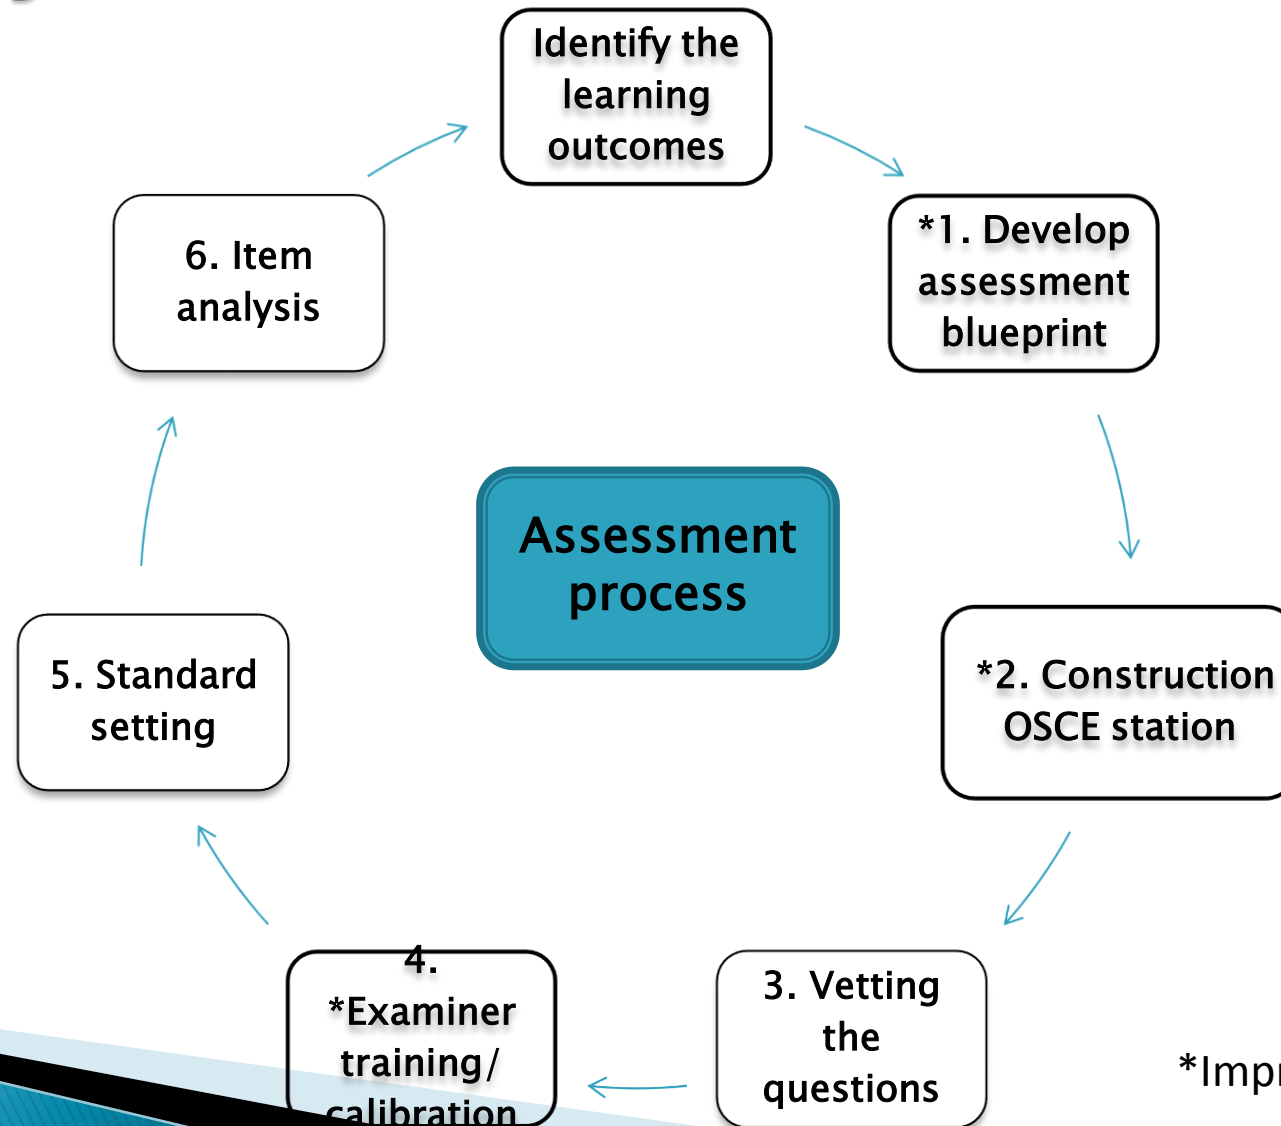 Identify the
learning
outcomes
*1. Develop
assessment
blueprint
*2. Construction
OSCE station
3. Vetting
the
questions
4.
*Examiner
training/
calibration
5. Standard
setting
6. Item
analysis
Assessment
process